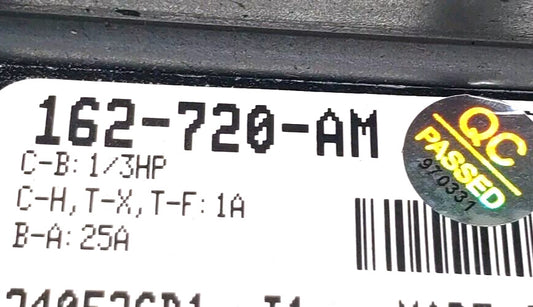 162-720-AM
C-B: 1/3HP
C-H, T-X, T-F: 1A
B-A: 25A
QC
PASSED
970331